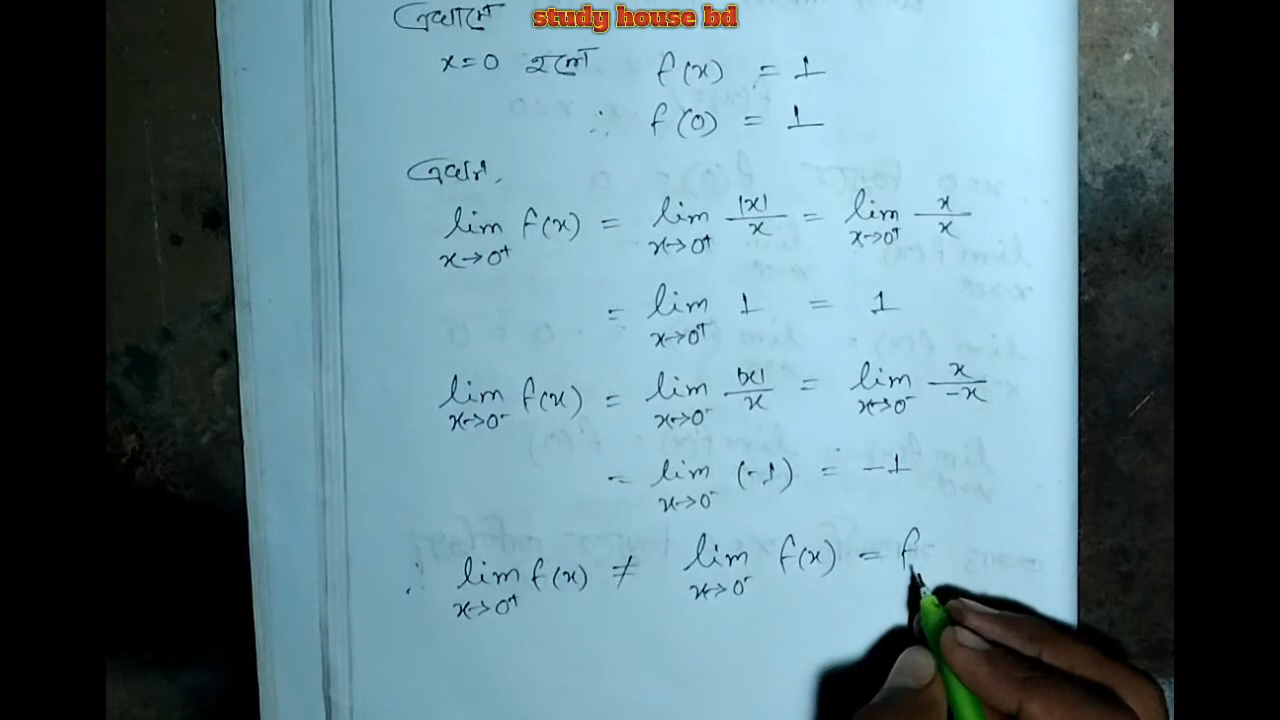 study house bd
এখানে
x=0 হলে f(x) = 1
∴ f(0) = 1
এখন,
lim x→0⁺ f(x) = lim x→0⁺ |x|/x = lim x→0⁺ x/x
= lim x→0⁺ 1 = 1
lim x→0⁻ f(x) = lim x→0⁻ |x|/x = lim x→0⁻ x/-x
= lim x→0⁻ (-1) = -1
∴ lim x→0⁺ f(x) ≠ lim x→0⁻ f(x) = f